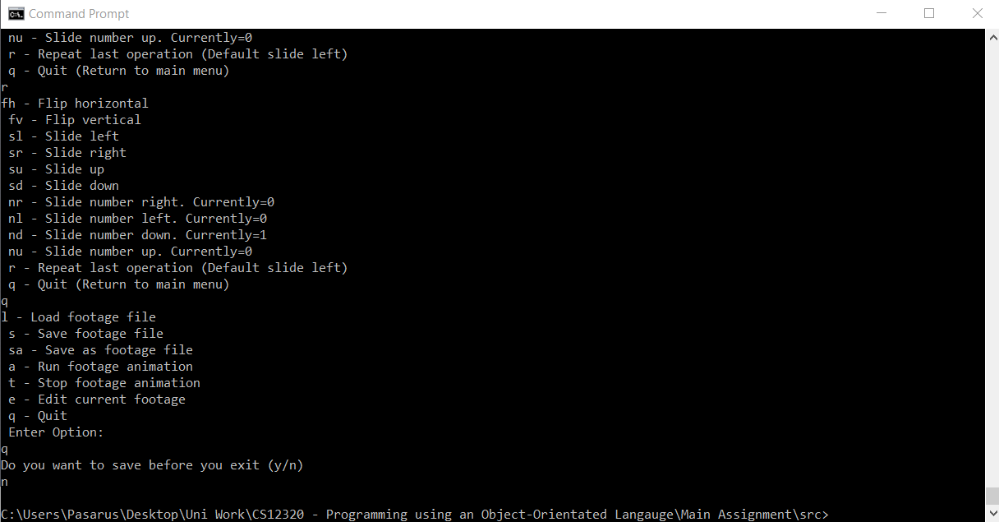 Command Prompt
nu - Slide number up. Currently=0
r - Repeat last operation (Default slide left)
q - Quit (Return to main menu)
r
fh - Flip horizontal
fv - Flip vertical
sl - Slide left
sr - Slide right
su - Slide up
sd - Slide down
nr - Slide number right. Currently=0
nl - Slide number left. Currently=0
nd - Slide number down. Currently=1
nu - Slide number up. Currently=0
r - Repeat last operation (Default slide left)
q - Quit (Return to main menu)
q
l - Load footage file
s - Save footage file
sa - Save as footage file
a - Run footage animation
t - Stop footage animation
e - Edit current footage
q - Quit
Enter Option:
q
Do you want to save before you exit (y/n)
n
C:\Users\Pasarus\Desktop\Uni Work\CS12320 - Programming using an Object-Orientated Langauge\Main Assignment\src>